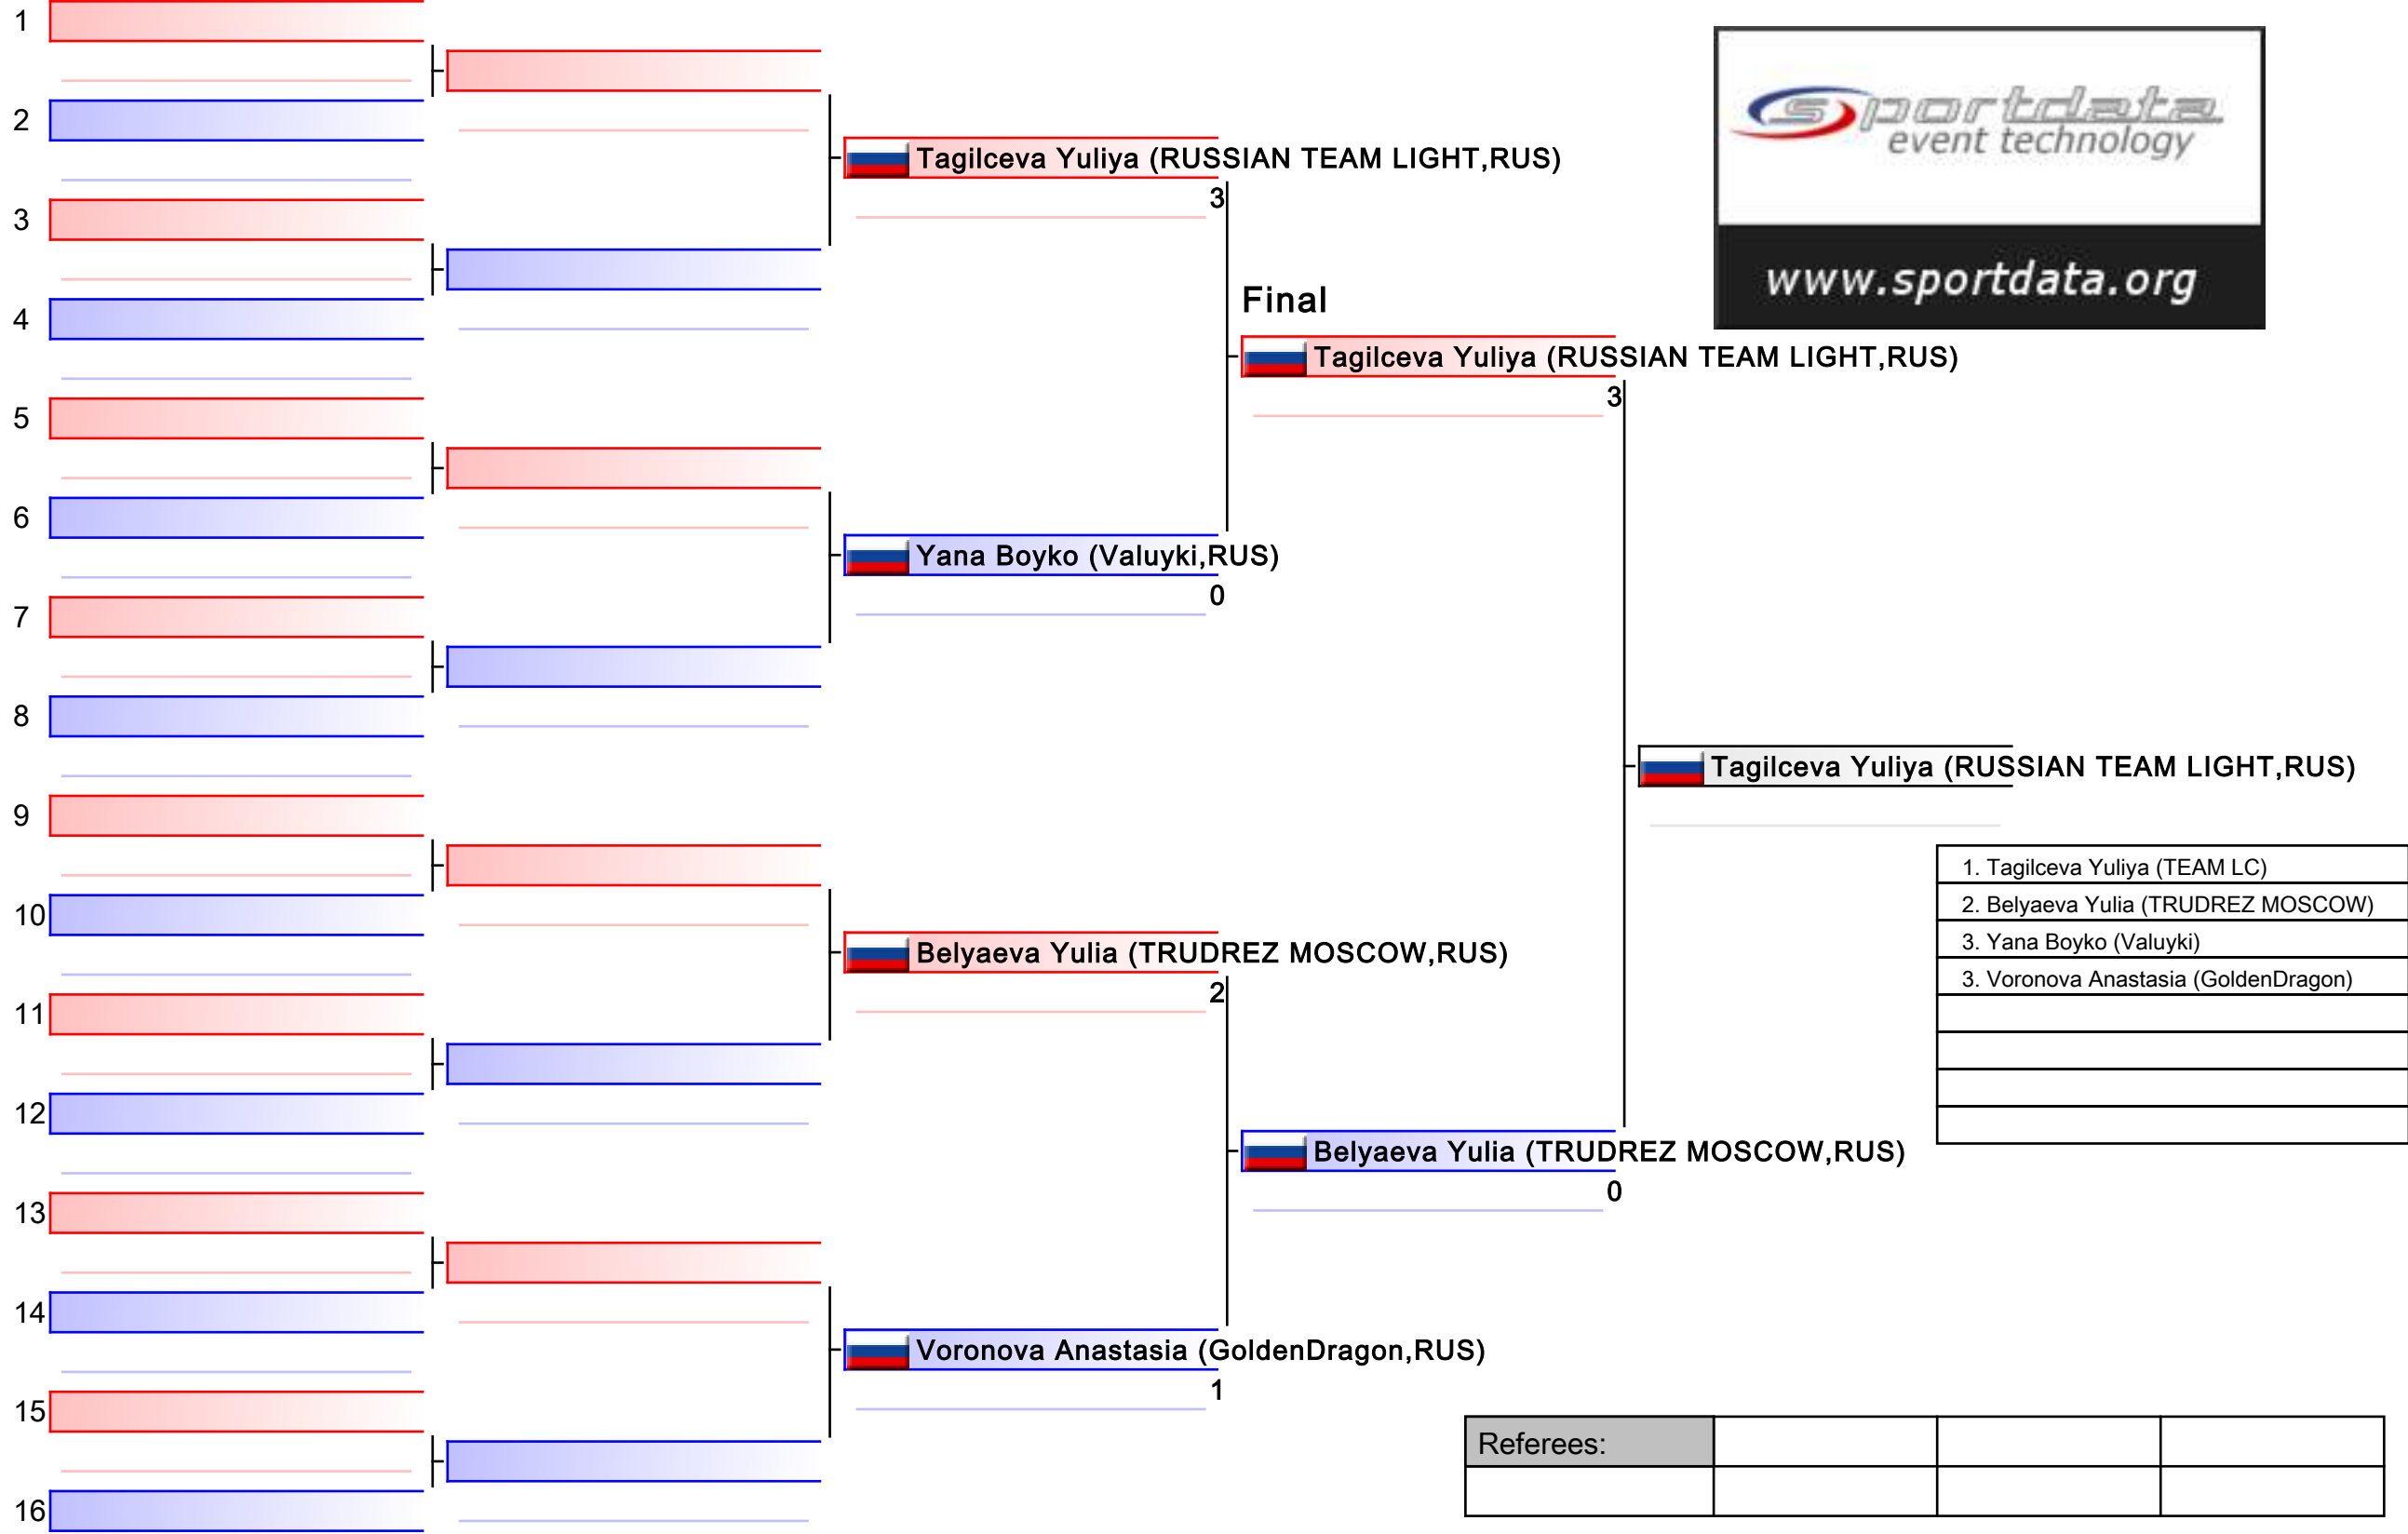 1
2
3
4
5
6
7
8
9
10
11
12
13
14
15
16
Tagilceva Yuliya (RUSSIAN TEAM LIGHT,RUS)
3
Yana Boyko (Valuyki,RUS)
0
Belyaeva Yulia (TRUDREZ MOSCOW,RUS)
2
Voronova Anastasia (GoldenDragon,RUS)
1
Final
Tagilceva Yuliya (RUSSIAN TEAM LIGHT,RUS)
3
Belyaeva Yulia (TRUDREZ MOSCOW,RUS)
0
sportdata
event technology
www.sportdata.org
Tagilceva Yuliya (RUSSIAN TEAM LIGHT,RUS)
1. Tagilceva Yuliya (TEAM LC)
2. Belyaeva Yulia (TRUDREZ MOSCOW)
3. Yana Boyko (Valuyki)
3. Voronova Anastasia (GoldenDragon)
Referees: